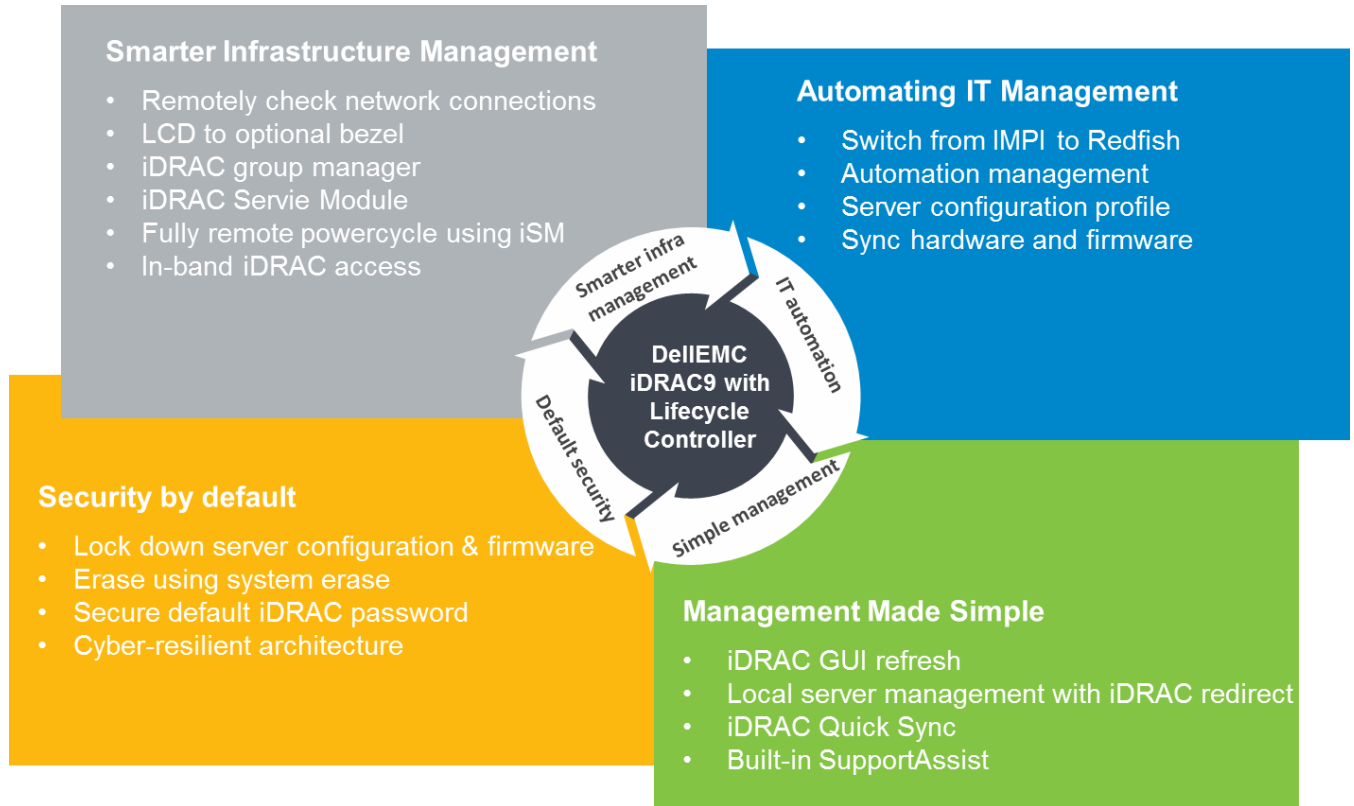 Smarter Infrastructure Management
• Remotely check network connections
• LCD to optional bezel
• iDRAC group manager
• iDRAC Servie Module
• Fully remote powercycle using iSM
• In-band iDRAC access
Automating IT Management
• Switch from IMPI to Redfish
• Automation management
• Server configuration profile
• Sync hardware and firmware
Smarter infra
management
IT automation
Simple management
Default security
DellEMC
iDRAC9 with
Lifecycle
Controller
Security by default
• Lock down server configuration & firmware
• Erase using system erase
• Secure default iDRAC password
• Cyber-resilient architecture
Management Made Simple
• iDRAC GUI refresh
• Local server management with iDRAC redirect
• iDRAC Quick Sync
• Built-in SupportAssist